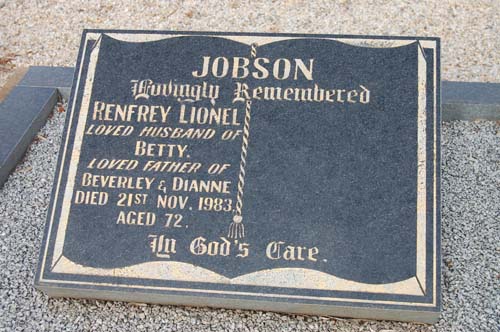 JOBSON
Lovingly Remembered
RENFREY LIONEL
LOVED HUSBAND OF
BETTY.
LOVED FATHER OF
BEVERLEY & DIANNE
DIED 21ST NOV. 1983.
AGED 72.
In God's Care.